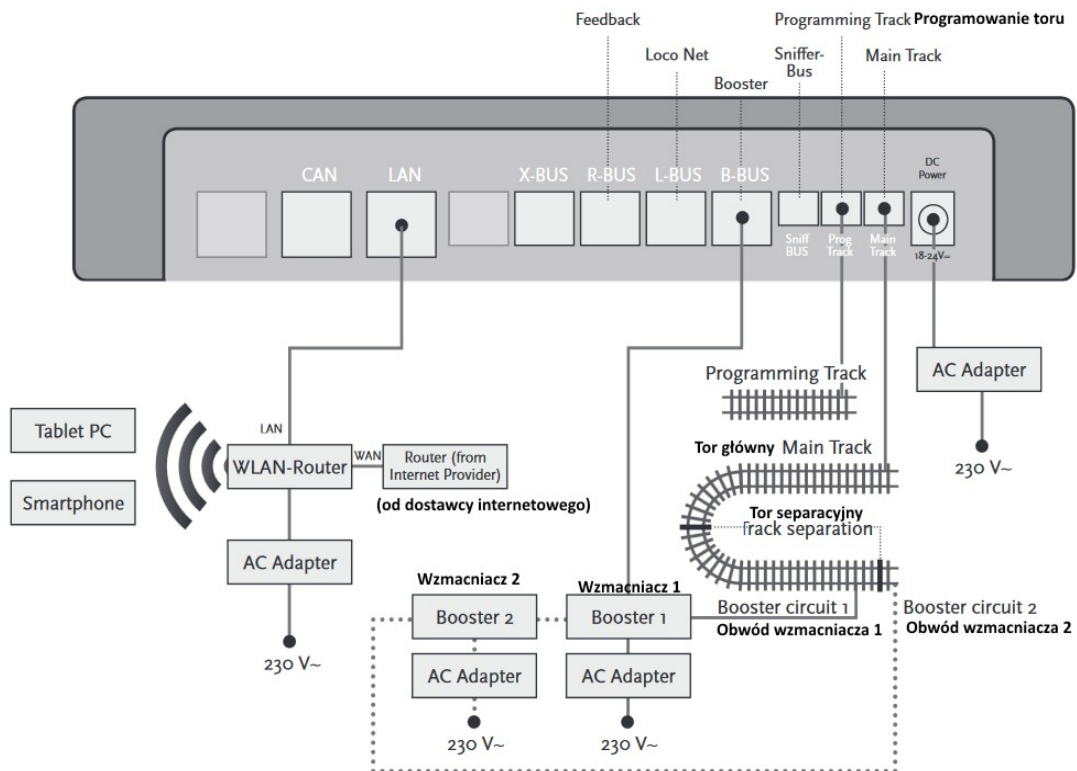 Feedback
Programming Track Programowanie toru
Loco Net
Sniffer-
Bus
Main Track
Booster
CAN
LAN
X-BUS
R-BUS
L-BUS
B-BUS
DC
Power
Sniff
BUS
Prog
Track
Main
Track
18-24V⎓
AC Adapter
230 V~
Programming Track
Tablet PC
Smartphone
LAN
WLAN-Router
WAN
Router (from
Internet Provider)
(od dostawcy internetowego)
AC Adapter
230 V~
Tor główny Main Track
Tor separacyjny
Track separation
Wzmacniacz 2
Booster 2
AC Adapter
230 V~
Wzmacniacz 1
Booster 1
AC Adapter
230 V~
Booster circuit 1
Obwód wzmacniacza 1
Booster circuit 2
Obwód wzmacniacza 2